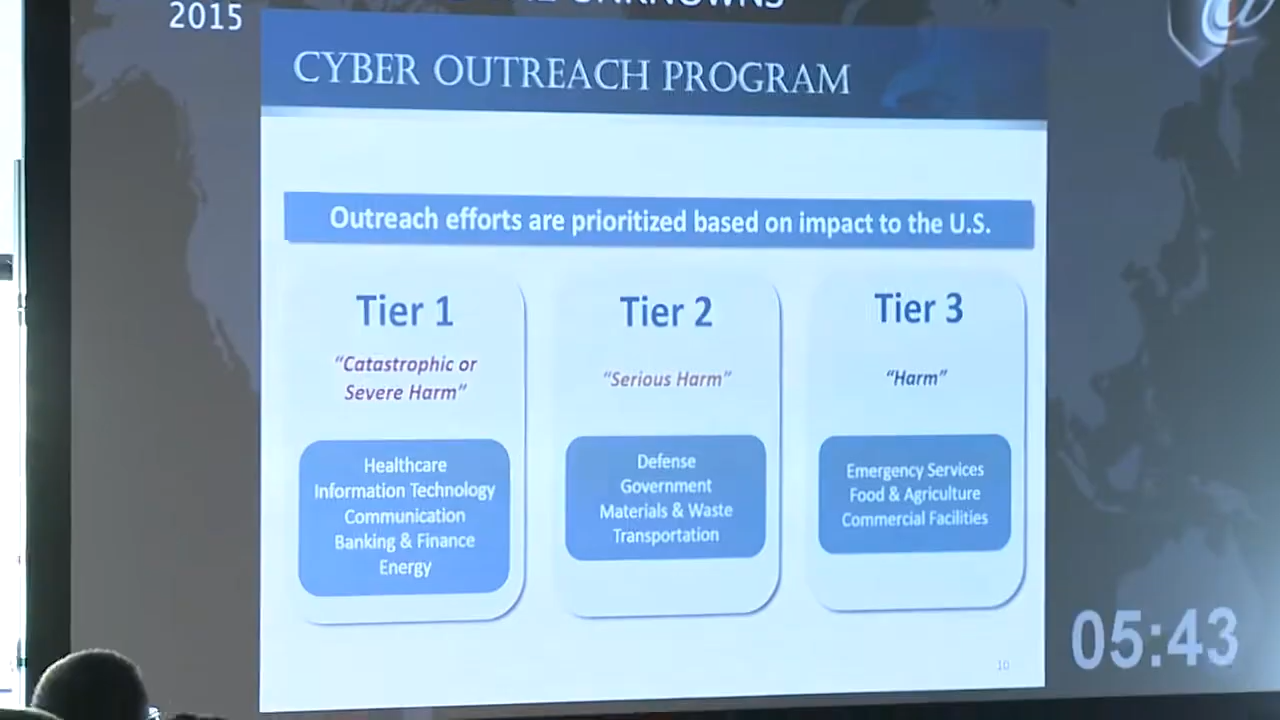 UNKNOWNS
2015
CYBER OUTREACH PROGRAM
Outreach efforts are prioritized based on impact to the U.S.
Tier 1
"Catastrophic or
Severe Harm"
Healthcare
Information Technology
Communication
Banking & Finance
Energy
Tier 2
"Serious Harm"
Defense
Government
Materials & Waste
Transportation
Tier 3
"Harm"
Emergency Services
Food & Agriculture
Commercial Facilities
10
05:43